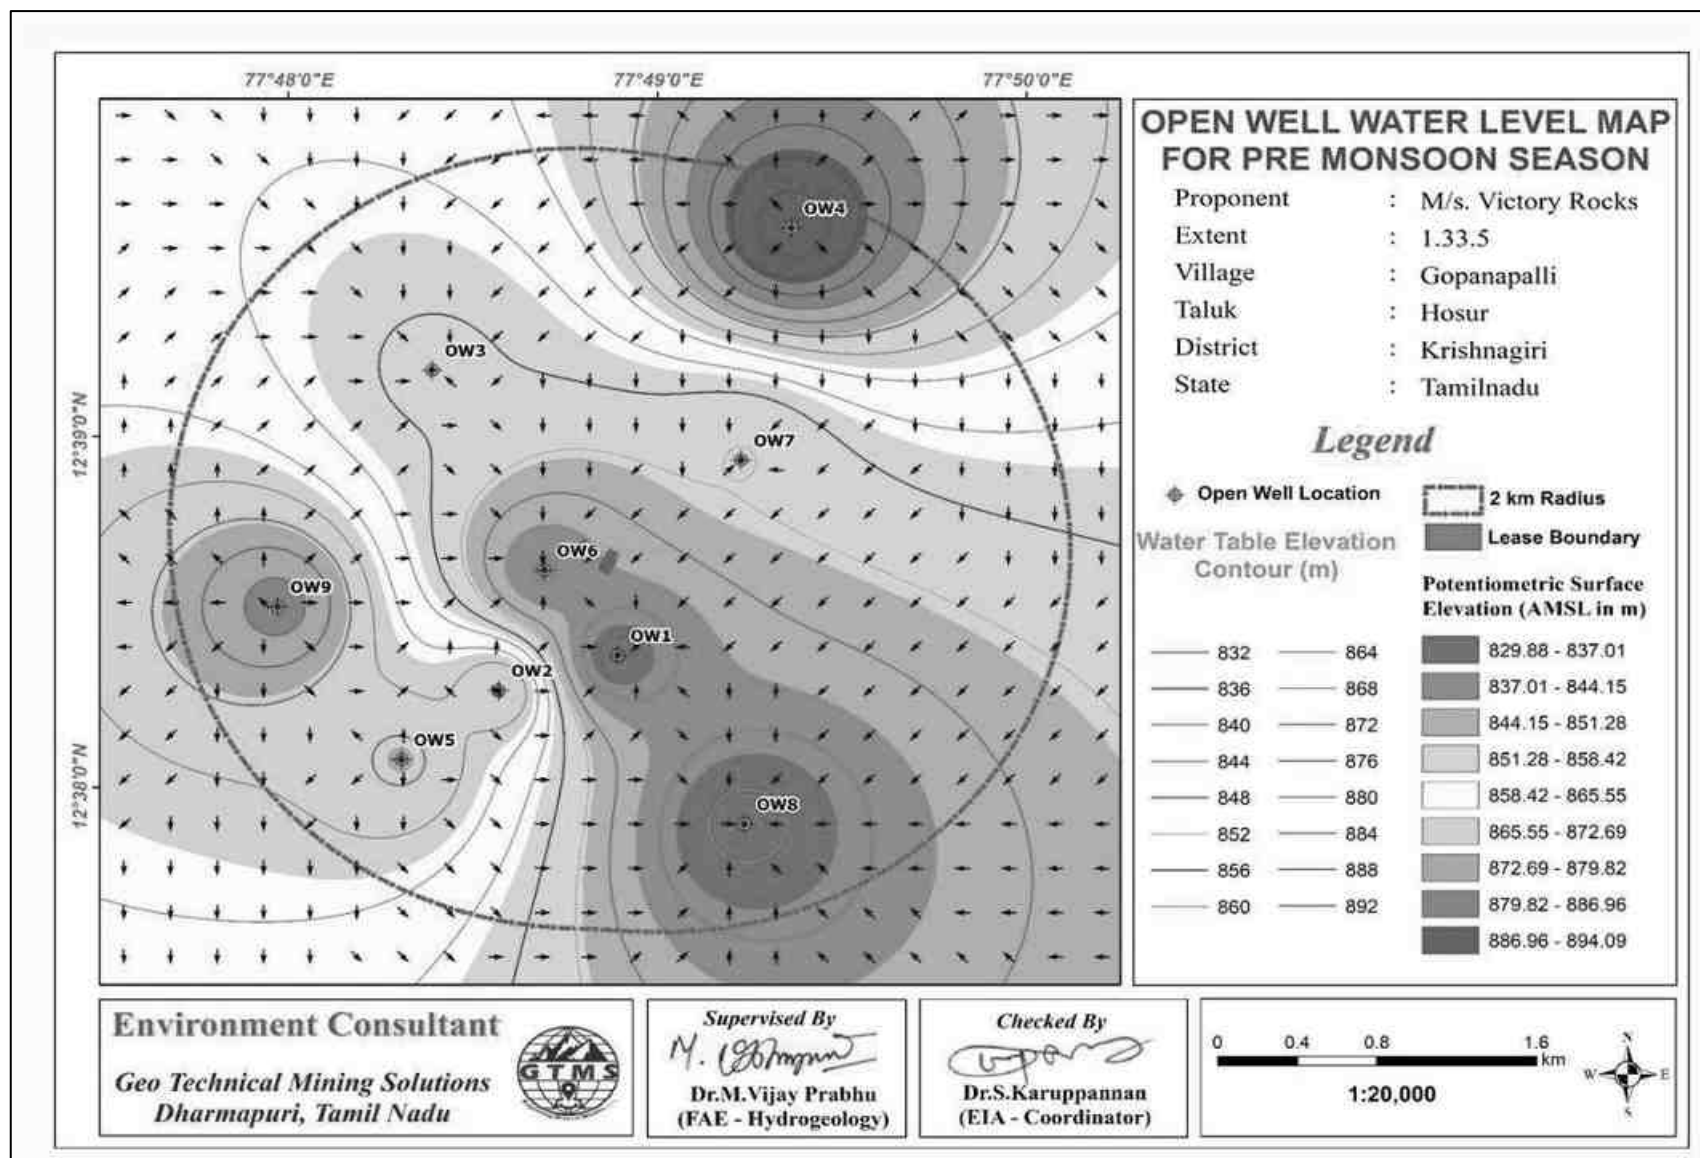 77°48'0"E
77°49'0"E
77°50'0"E
12°39'0"N
12°38'0"N
OW4
OW3
OW7
OW6
OW9
OW1
OW2
OW5
OW8
OPEN WELL WATER LEVEL MAP
FOR PRE MONSOON SEASON
Proponent : M/s. Victory Rocks
Extent : 1.33.5
Village : Gopanapalli
Taluk : Hosur
District : Krishnagiri
State : Tamilnadu
Legend
Open Well Location
2 km Radius
Lease Boundary
Water Table Elevation
Contour (m)
832
836
840
844
848
852
856
860
864
868
872
876
880
884
888
892
Potentiometric Surface
Elevation (AMSL in m)
829.88 - 837.01
837.01 - 844.15
844.15 - 851.28
851.28 - 858.42
858.42 - 865.55
865.55 - 872.69
872.69 - 879.82
879.82 - 886.96
886.96 - 894.09
Environment Consultant
Geo Technical Mining Solutions
Dharmapuri, Tamil Nadu
GTMS
Supervised By
Dr.M.Vijay Prabhu
(FAE - Hydrogeology)
Checked By
Dr.S.Karuppannan
(EIA - Coordinator)
0 0.4 0.8 1.6
km
1:20,000
N
W E
S